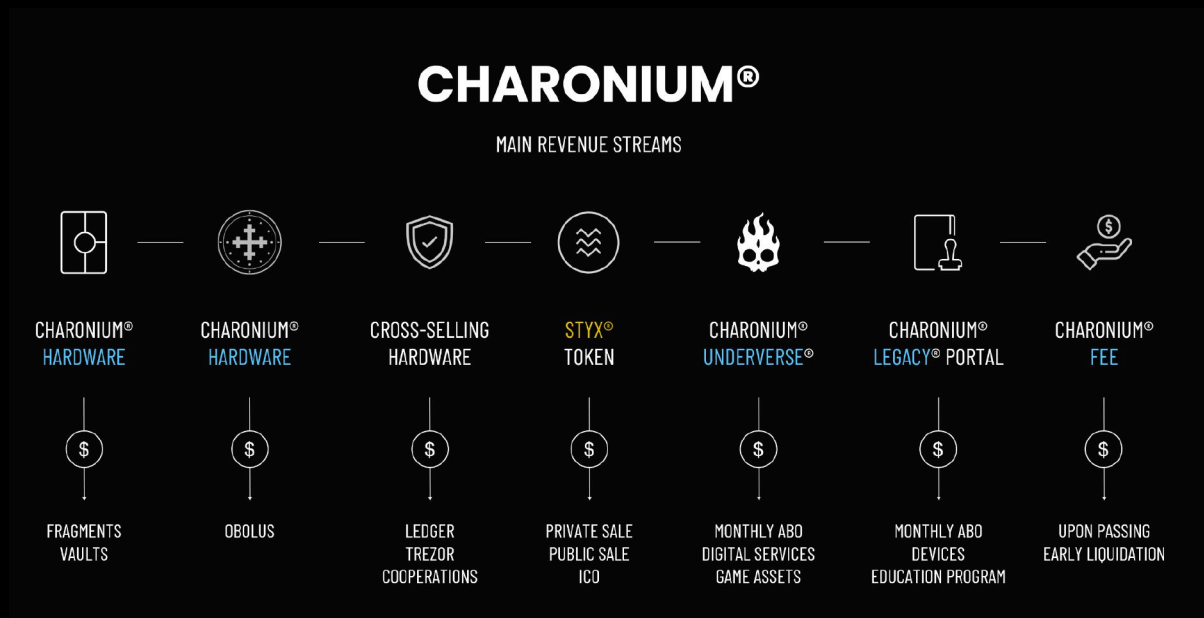 CHARONIUM®
MAIN REVENUE STREAMS
CHARONIUM®
HARDWARE
CHARONIUM®
HARDWARE
CROSS-SELLING
HARDWARE
STYX®
TOKEN
CHARONIUM®
UNDERVERSE®
CHARONIUM®
LEGACY® PORTAL
CHARONIUM®
FEE
$
$
$
$
$
$
$
$
FRAGMENTS
VAULTS
OBOLUS
LEDGER
TREZOR
COOPERATIONS
PRIVATE SALE
PUBLIC SALE
ICO
MONTHLY ABO
DIGITAL SERVICES
GAME ASSETS
MONTHLY ABO
DEVICES
EDUCATION PROGRAM
UPON PASSING
EARLY LIQUIDATION